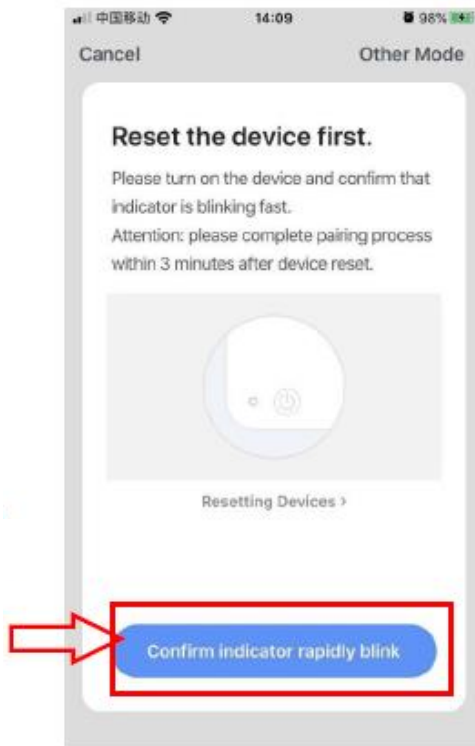 中国移动 14:09 98%
Cancel Other Mode
Reset the device first.
Please turn on the device and confirm that
indicator is blinking fast.
Attention: please complete pairing process
within 3 minutes after device reset.
Resetting Devices >
Confirm indicator rapidly blink